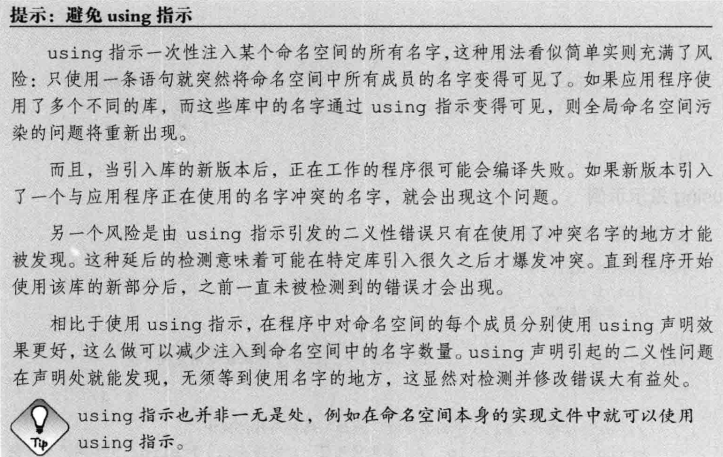 提示：避免 using 指示
using 指示一次性注入某个命名空间的所有名字，这种用法看似简单实则充满了风
险：只使用一条语句就突然将命名空间中所有成员的名字变得可见了。如果应用程序使
用了多个不同的库，而这些库中的名字通过 using 指示变得可见，则全局命名空间污
染的问题将重新出现。
而且，当引入库的新版本后，正在工作的程序很可能会编译失败。如果新版本引入
了一个与应用程序正在使用的名字冲突的名字，就会出现这个问题。
另一个风险是由 using 指示引发的二义性错误只有在使用了冲突名字的地方才能
被发现。这种延后的检测意味着可能在特定库引入很久之后才爆发冲突。直到程序开始
使用该库的新部分后，之前一直未被检测到的错误才会出现。
相比于使用 using 指示，在程序中对命名空间的每个成员分别使用 using 声明效
果更好，这么做可以减少注入到命名空间中的名字数量。using 声明引起的二义性问题
在声明处就能发现，无须等到使用名字的地方，这显然对检测并修改错误大有益处。
using 指示也并非一无是处，例如在命名空间本身的实现文件中就可以使用
Tip using 指示。